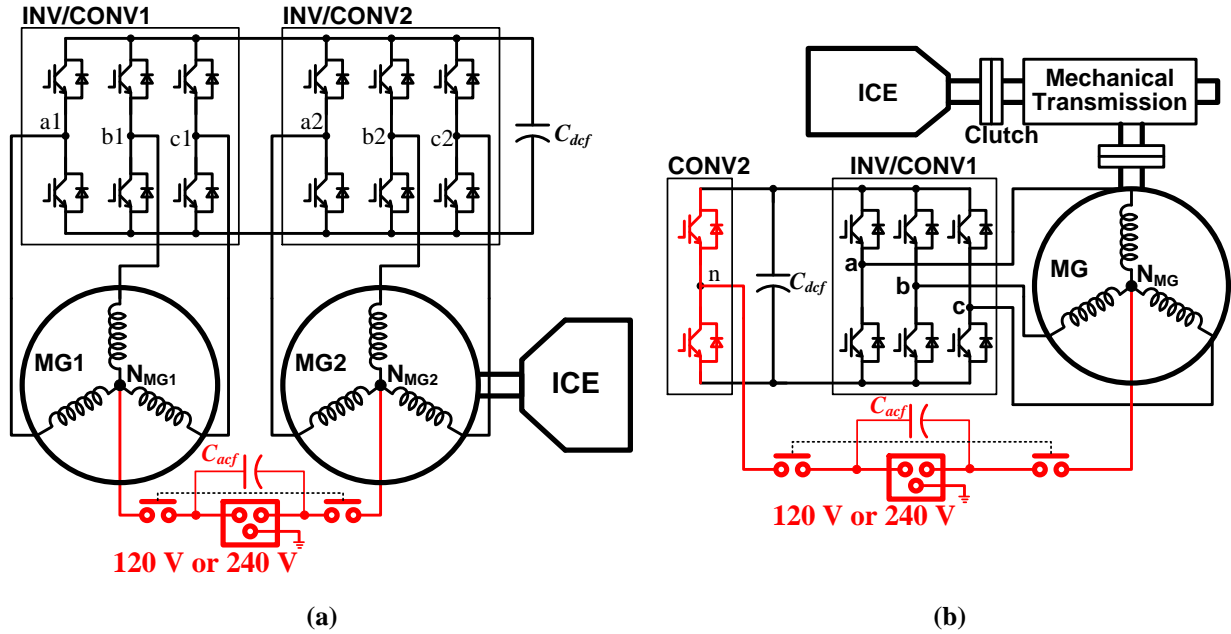 INV/CONV1
INV/CONV2
a1
b1
c1
a2
b2
c2
Cdcf
MG1
NMG1
MG2
NMG2
ICE
Cacf
120 V or 240 V
(a)
ICE
Clutch
Mechanical
Transmission
CONV2
INV/CONV1
n
Cdcf
a
b
c
MG
NMG
Cacf
120 V or 240 V
(b)